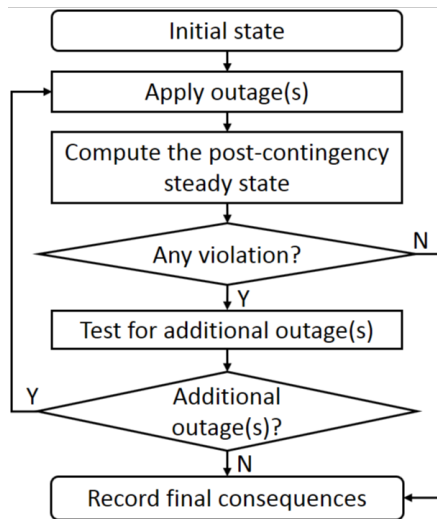 Initial state
Apply outage(s)
Compute the post-contingency
steady state
Any violation?
N
Y
Test for additional outage(s)
Y
Additional
outage(s)?
N
Record final consequences